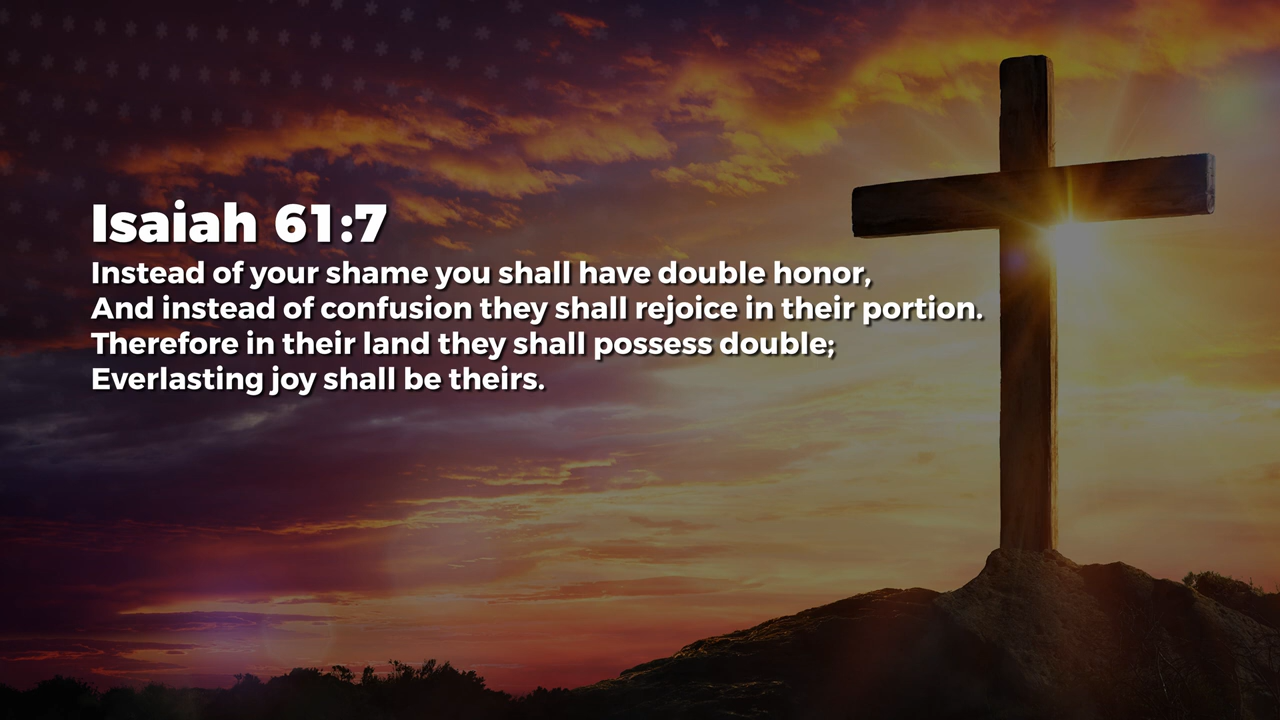 Isaiah 61:7
Instead of your shame you shall have double honor,
And instead of confusion they shall rejoice in their portion.
Therefore in their land they shall possess double;
Everlasting joy shall be theirs.